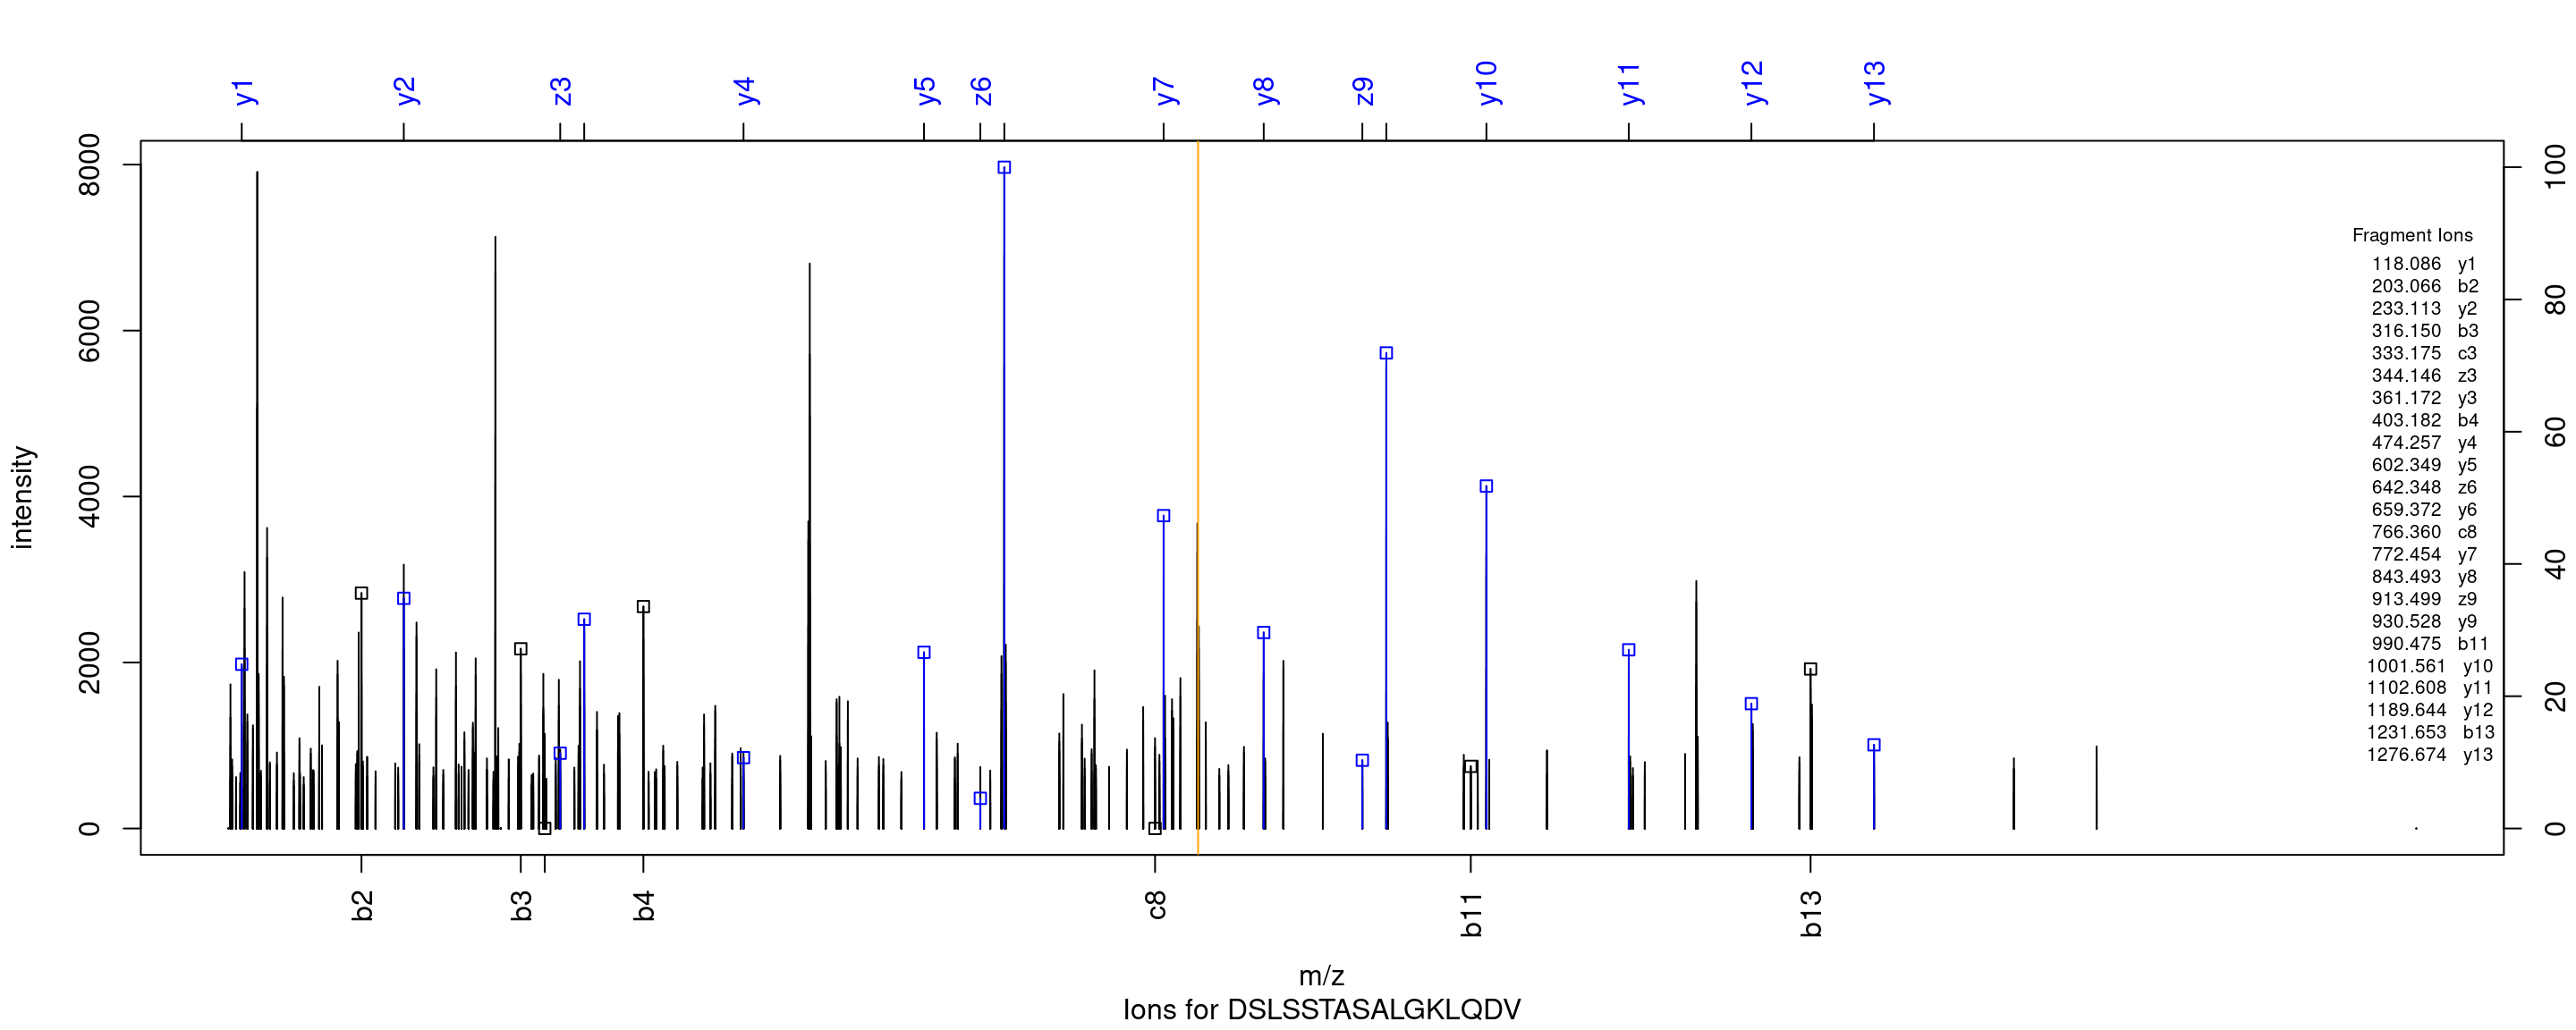 y1 y2 z3 y4 y5 z6 y7 y8 z9 y10 y11 y12 y13
8000
6000
4000
2000
0
intensity
100
80
60
40
20
0
Fragment Ions
118.086 y1
203.066 b2
233.113 y2
316.150 b3
333.175 c3
344.146 z3
361.172 y3
403.182 b4
474.257 y4
602.349 y5
642.348 z6
659.372 y6
766.360 c8
772.454 y7
843.493 y8
913.499 z9
930.528 y9
990.475 b11
1001.561 y10
1102.608 y11
1189.644 y12
1231.653 b13
1276.674 y13
b2 b3 b4 c8 b11 b13
m/z
Ions for DSLSSTASALGKLQDV